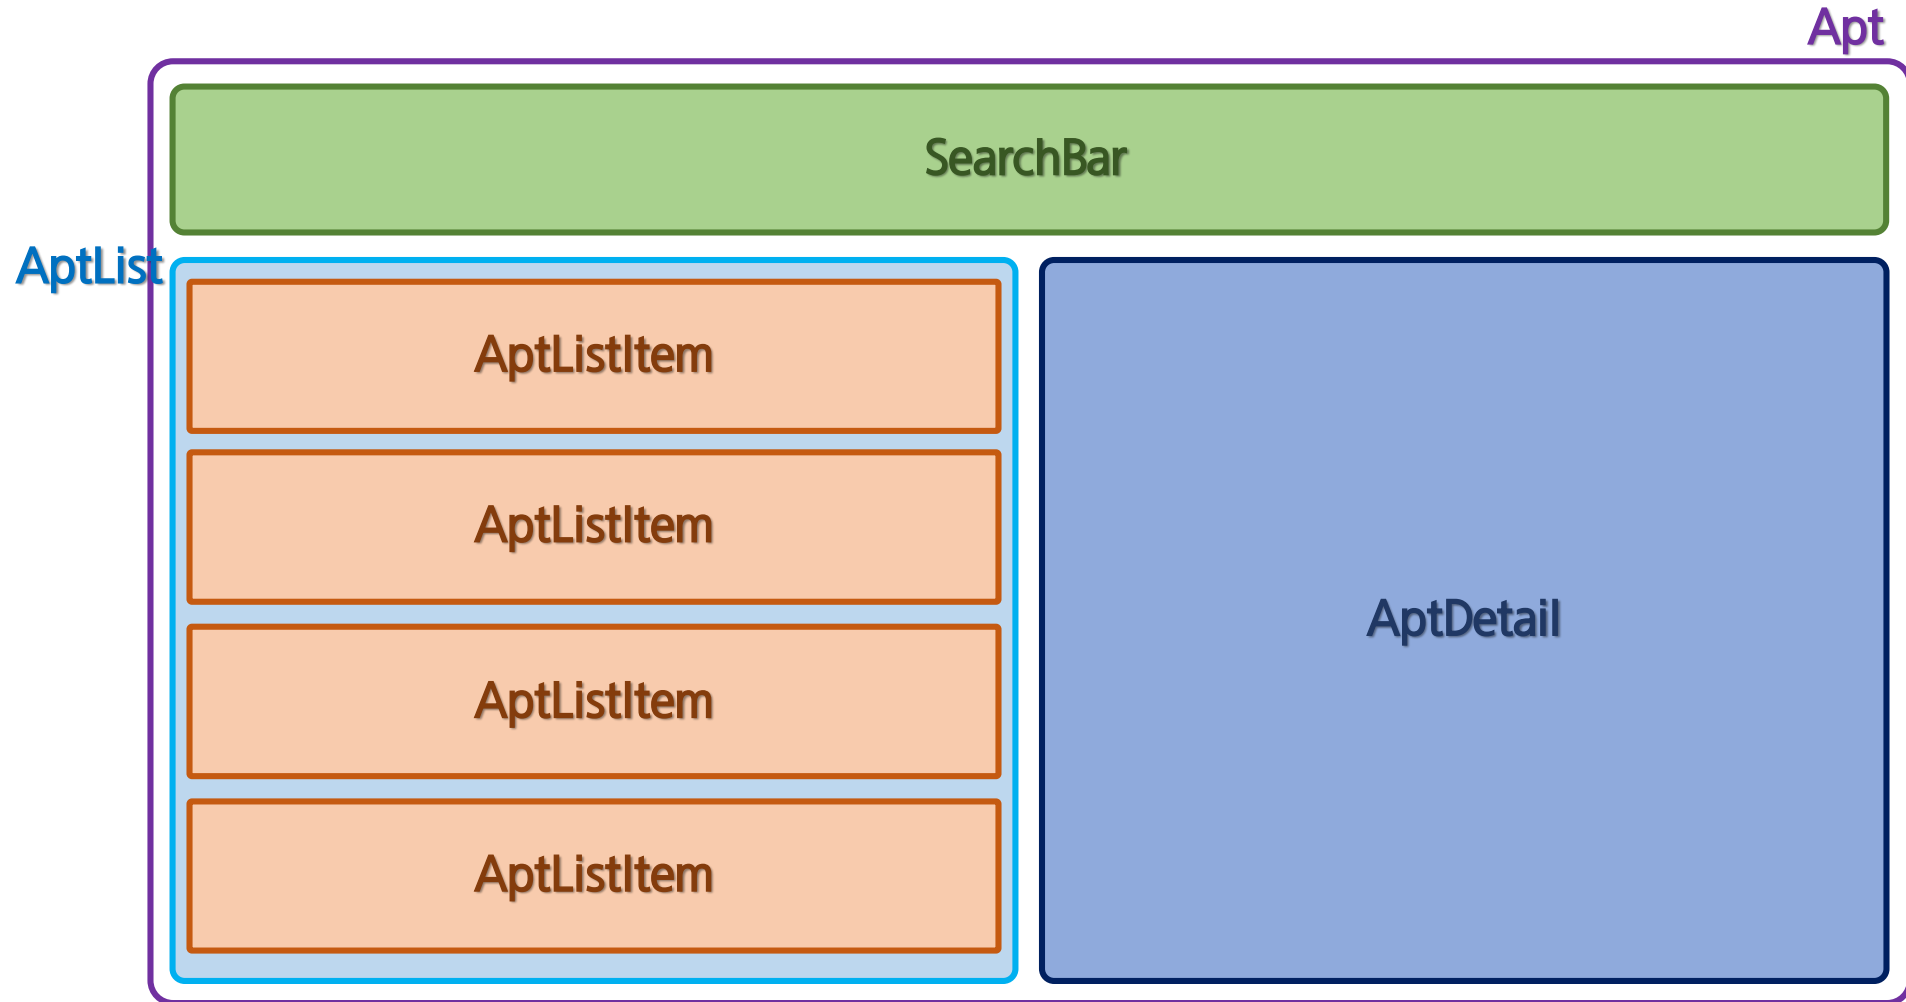 Apt
SearchBar
AptList
AptListItem
AptListItem
AptListItem
AptListItem
AptDetail